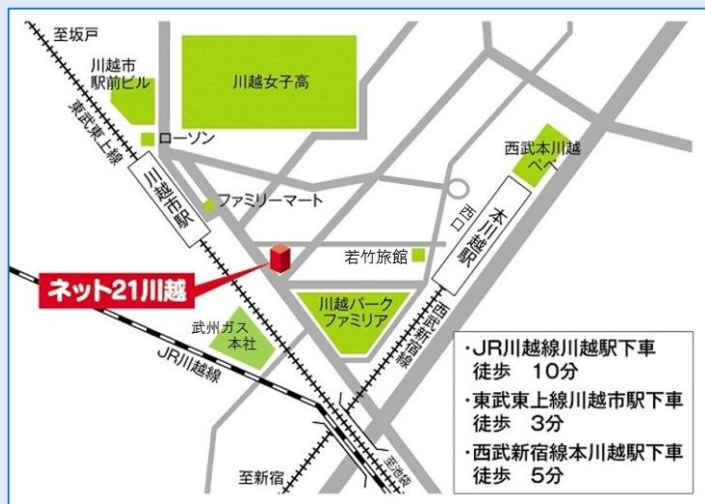 至坂戸
川越市
駅前ビル
川越女子高
東武東上線
ローソン
西武本川越
ペペ
川越市駅
ファミリーマート
本川越駅
西口
若竹旅館
ネット21川越
川越パーク
ファミリア
武州ガス
本社
西武新宿線
JR川越線
・JR川越線川越駅下車
徒歩 10分
・東武東上線川越市駅下車
徒歩 3分
・西武新宿線本川越駅下車
徒歩 5分
至新宿
至池袋